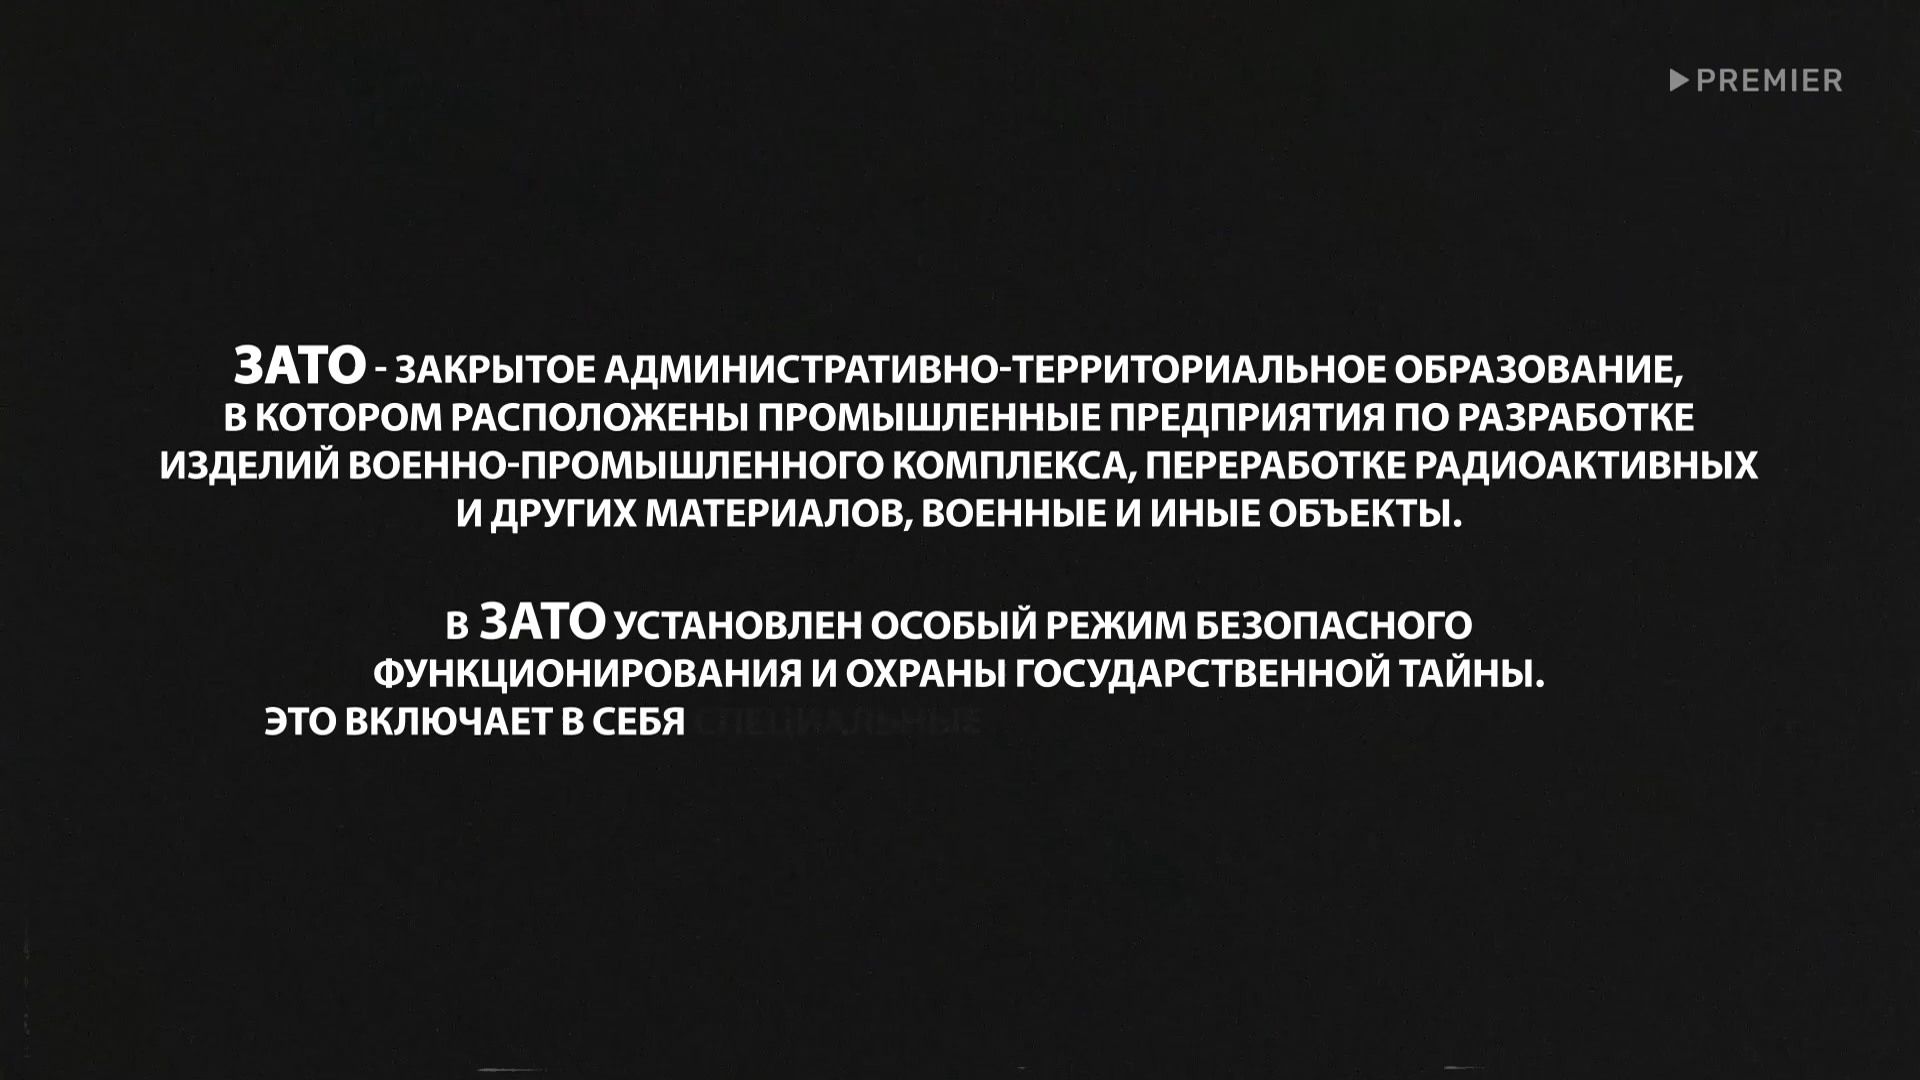 PREMIER
ЗАТО - ЗАКРЫТОЕ АДМИНИСТРАТИВНО-ТЕРРИТОРИАЛЬНОЕ ОБРАЗОВАНИЕ,
В КОТОРОМ РАСПОЛОЖЕНЫ ПРОМЫШЛЕННЫЕ ПРЕДПРИЯТИЯ ПО РАЗРАБОТКЕ
ИЗДЕЛИЙ ВОЕННО-ПРОМЫШЛЕННОГО КОМПЛЕКСА, ПЕРЕРАБОТКЕ РАДИОАКТИВНЫХ
И ДРУГИХ МАТЕРИАЛОВ, ВОЕННЫЕ И ИНЫЕ ОБЪЕКТЫ.
В ЗАТО УСТАНОВЛЕН ОСОБЫЙ РЕЖИМ БЕЗОПАСНОГО
ФУНКЦИОНИРОВАНИЯ И ОХРАНЫ ГОСУДАРСТВЕННОЙ ТАЙНЫ.
ЭТО ВКЛЮЧАЕТ В СЕБЯ СПЕЦИАЛЬНЫЕ